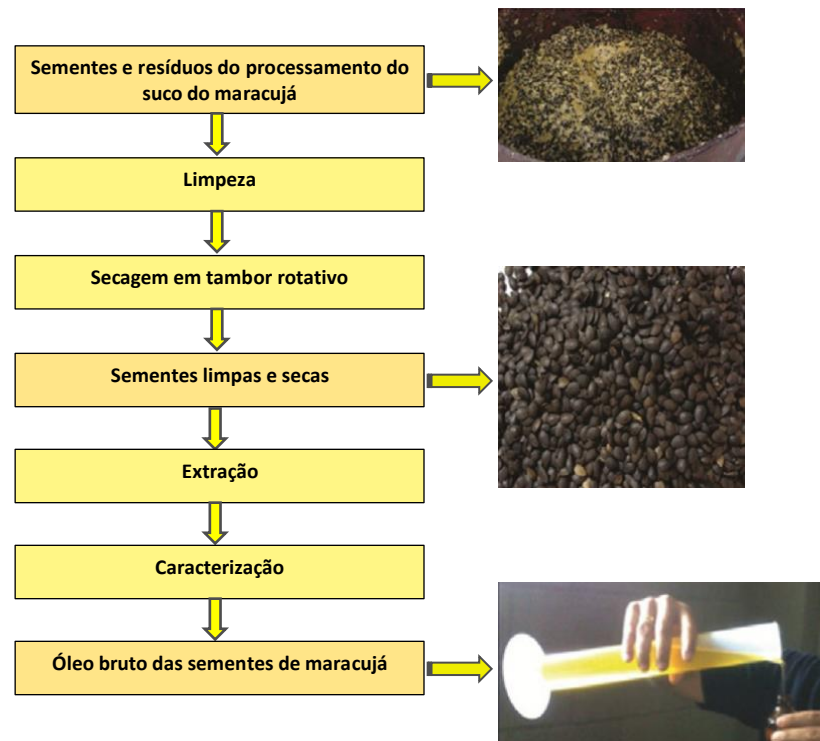 Sementes e resíduos do processamento do
suco do maracujá
Limpeza
Secagem em tambor rotativo
Sementes limpas e secas
Extração
Caracterização
Óleo bruto das sementes de maracujá